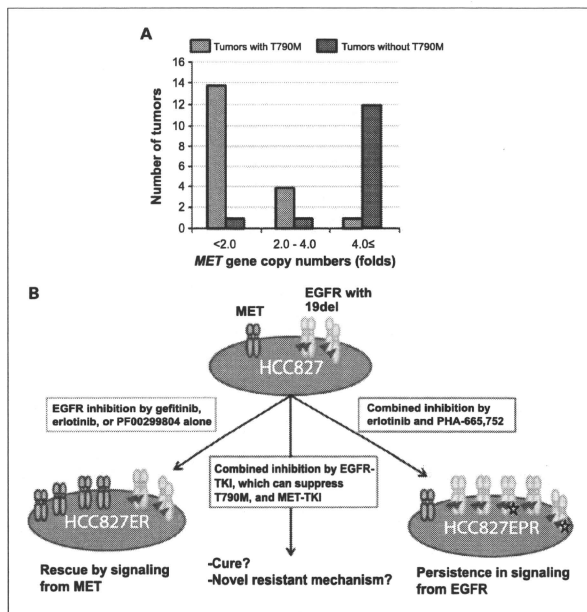 A
Tumors with T790M
Tumors without T790M
Number of tumors
16
14
12
10
8
6
4
2
0
<2.0
2.0 - 4.0
4.0≤
MET gene copy numbers (folds)
B
MET
EGFR with
19del
HCC827
EGFR inhibition by gefitinib,
erlotinib, or PF00299804 alone
Combined inhibition by
erlotinib and PHA-665,752
Combined inhibition by EGFR-
TKI, which can suppress
T790M, and MET-TKI
HCC827ER
HCC827EPR
Rescue by signaling
from MET
-Cure?
-Novel resistant mechanism?
Persistence in signaling
from EGFR